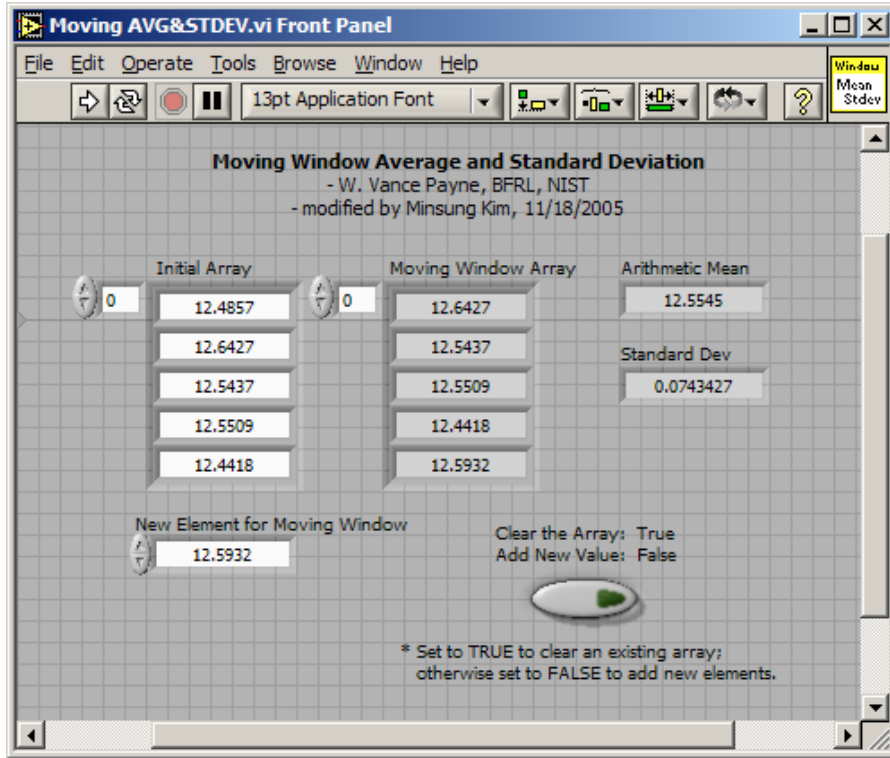 Moving AVG&STDEV.vi Front Panel
File Edit Operate Tools Browse Window Help
Window
Mean
Stdev
13pt Application Font
Moving Window Average and Standard Deviation
- W. Vance Payne, BFRL, NIST
- modified by Minsung Kim, 11/18/2005
Initial Array
Moving Window Array
Arithmetic Mean
0
12.4857
0
12.6427
12.5545
12.6427
12.5437
Standard Dev
12.5437
12.5509
0.0743427
12.5509
12.4418
12.4418
12.5932
New Element for Moving Window
12.5932
Clear the Array: True
Add New Value: False
* Set to TRUE to clear an existing array;
otherwise set to FALSE to add new elements.